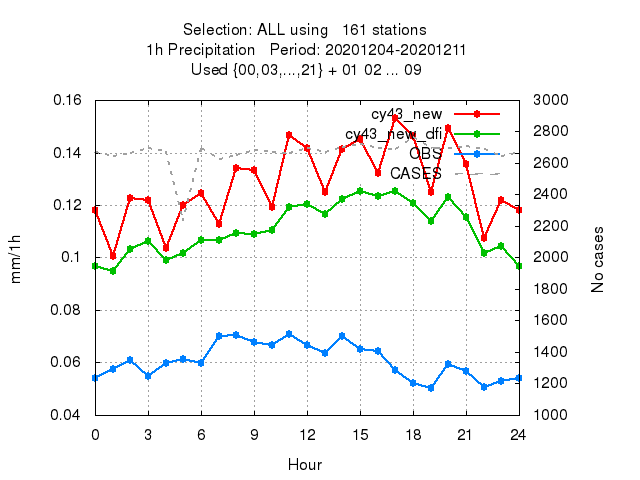 Selection: ALL using   161 stations
1h Precipitation   Period: 20201204-20201211
Used {00,03,...,21} + 01 02 ... 09
0.16
0.14
0.12
0.1
0.08
0.06
0.04
3000
2800
2600
2400
2200
2000
1800
1600
1400
1200
1000
cy43_new
cy43_new_dfi
OBS
CASES
mm/1h
No cases
0 3 6 9 12 15 18 21 24
Hour